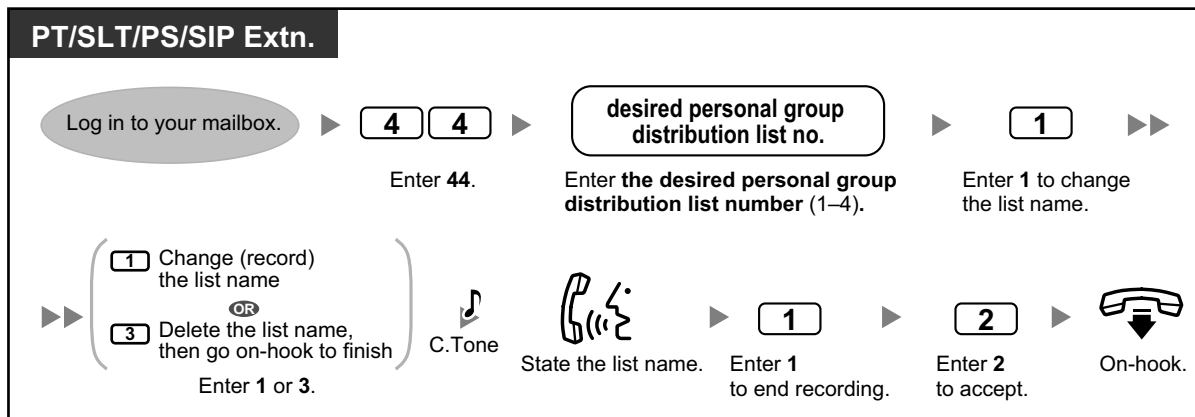 PT/SLT/PS/SIP Extn.
Log in to your mailbox.
4 4
desired personal group
distribution list no.
1
Enter 44.
Enter the desired personal group
distribution list number (1–4).
Enter 1 to change
the list name.
1 Change (record)
the list name
OR
3 Delete the list name,
then go on-hook to finish
Enter 1 or 3.
C.Tone
State the list name.
1
Enter 1
to end recording.
2
Enter 2
to accept.
On-hook.